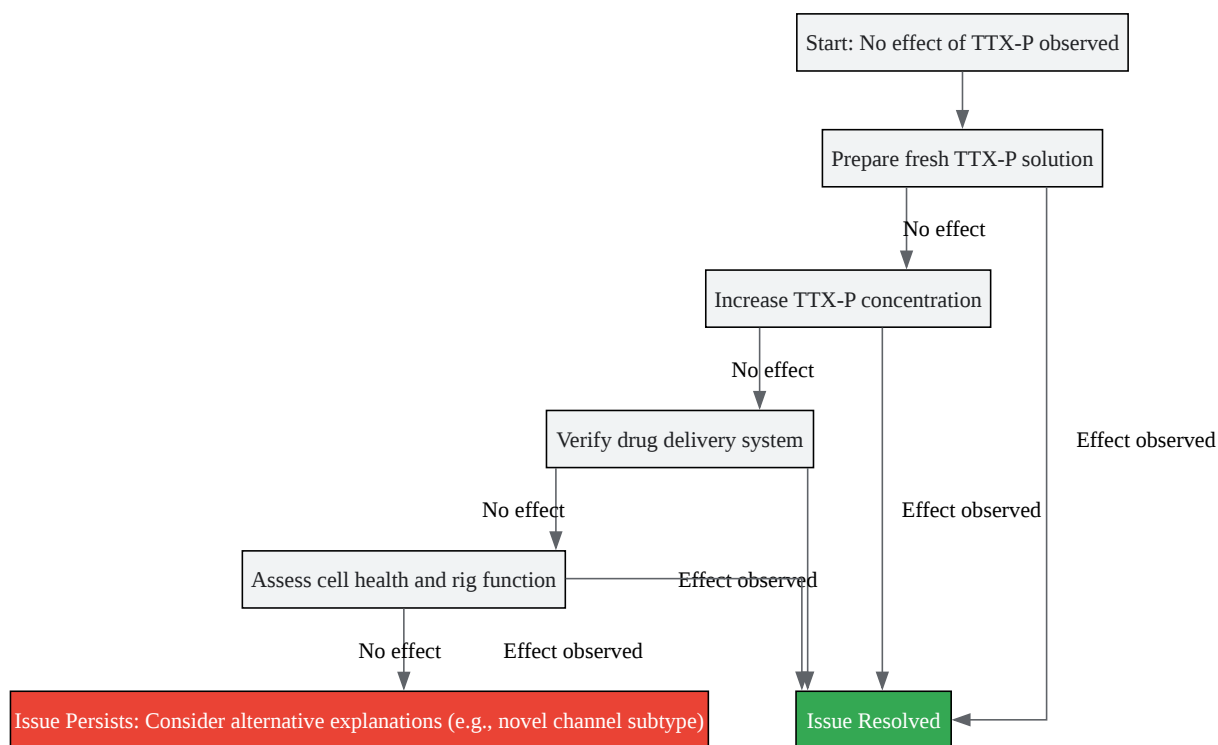 Start: No effect of TTX-P observed
Prepare fresh TTX-P solution
No effect
Increase TTX-P concentration
No effect
Verify drug delivery system
Effect observed
No effect
Effect observed
Assess cell health and rig function
Effect observed
No effect
Effect observed
Issue Persists: Consider alternative explanations (e.g., novel channel subtype)
Issue Resolved